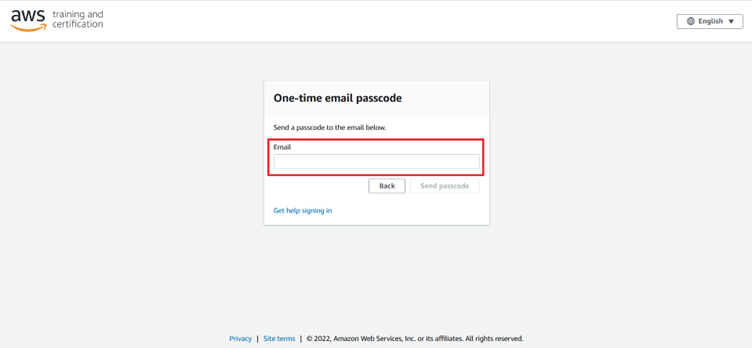 aws training and
certification
English
One-time email passcode
Send a passcode to the email below.
Email
Back Send passcode
Get help signing in
Privacy | Site terms | © 2022, Amazon Web Services, Inc. or its affiliates. All rights reserved.